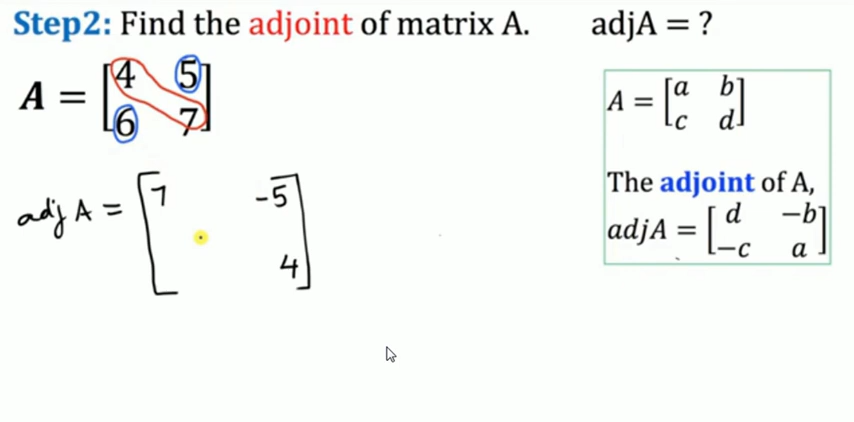 Step2: Find the adjoint of matrix A. adjA = ?
A = [4 5
6 7]
adj A = [7 -5
4]
A = [a b
c d]
The adjoint of A,
adjA = [d −b
−c a]